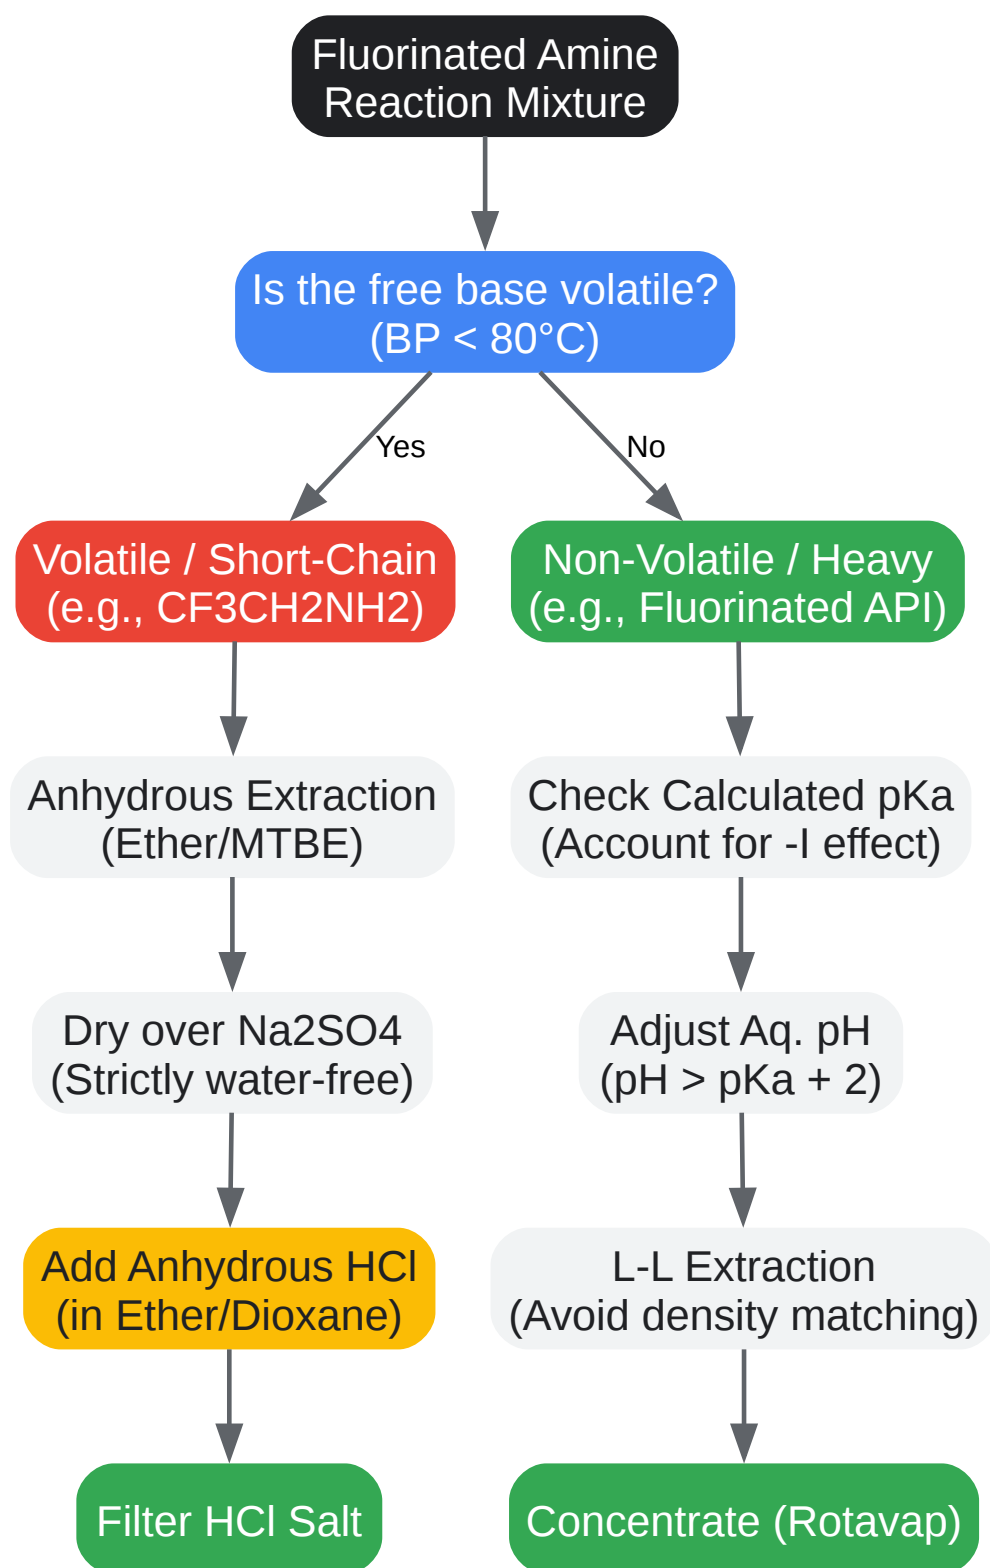 Fluorinated Amine
Reaction Mixture
Is the free base volatile?
(BP < 80°C)
Yes
No
Volatile / Short-Chain
(e.g., CF3CH2NH2)
Non-Volatile / Heavy
(e.g., Fluorinated API)
Anhydrous Extraction
(Ether/MTBE)
Check Calculated pKa
(Account for -I effect)
Dry over Na2SO4
(Strictly water-free)
Adjust Aq. pH
(pH > pKa + 2)
Add Anhydrous HCl
(in Ether/Dioxane)
L-L Extraction
(Avoid density matching)
Filter HCl Salt
Concentrate (Rotavap)